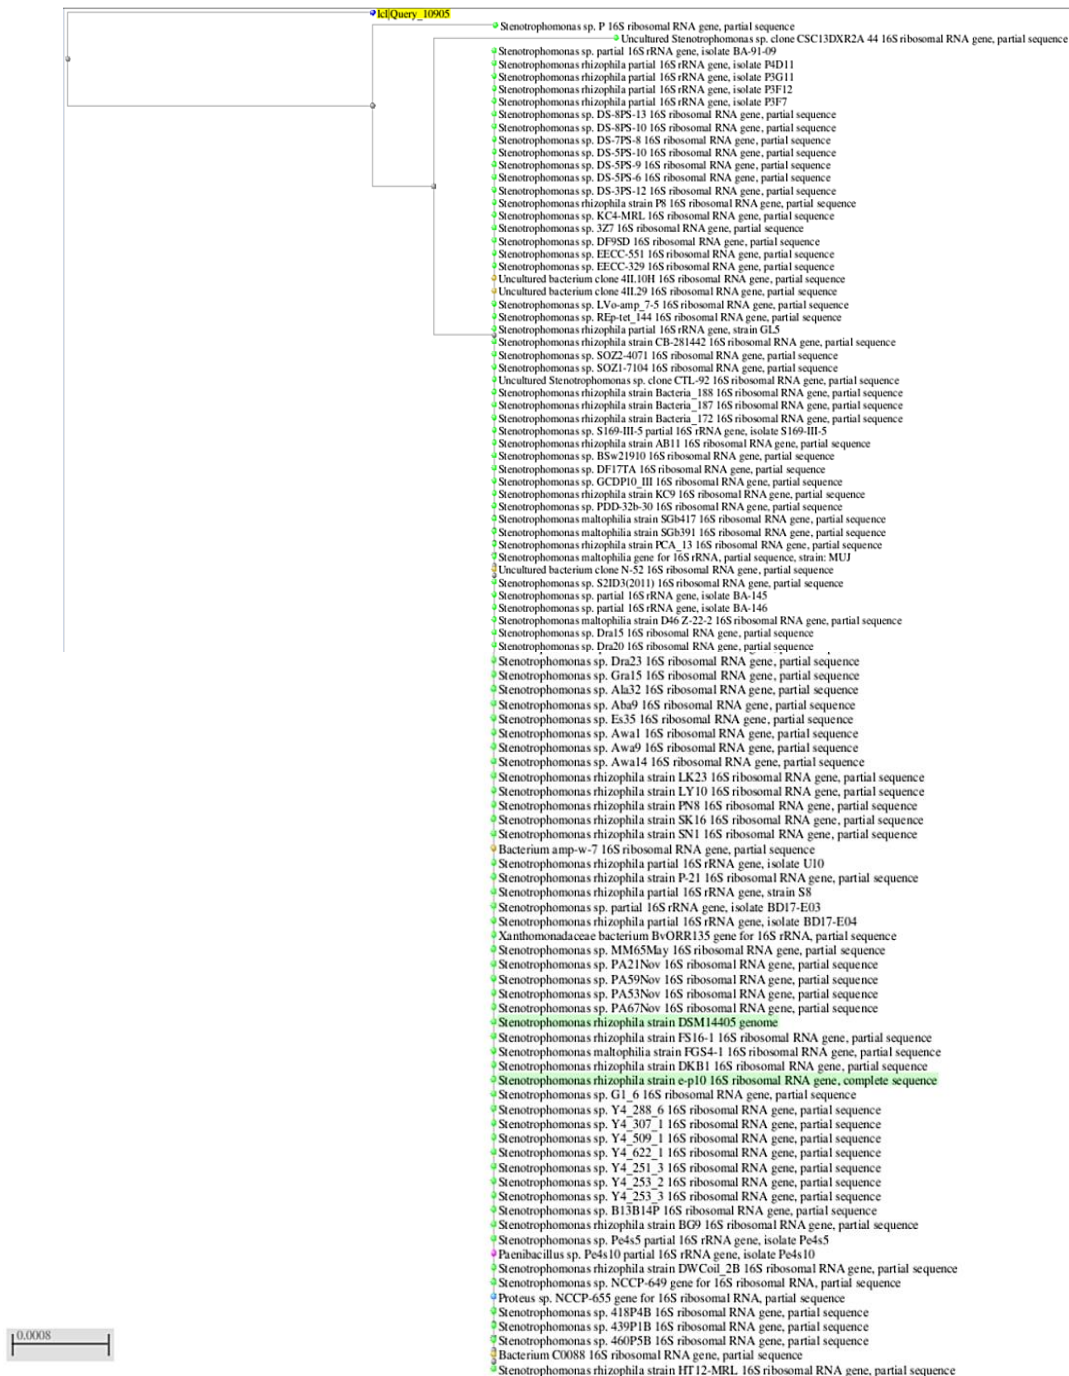 lcl|Query_10905
Stenotrophomonas sp. P 16S ribosomal RNA gene, partial sequence
Uncultured Stenotrophomonas sp. clone CSC13DXR2A 44 16S ribosomal RNA gene, partial sequence
Stenotrophomonas sp. partial 16S rRNA gene, isolate BA-91-09
Stenotrophomonas rhizophila partial 16S rRNA gene, isolate P4D11
Stenotrophomonas rhizophila partial 16S rRNA gene, isolate P3G11
Stenotrophomonas rhizophila partial 16S rRNA gene, isolate P3F12
Stenotrophomonas rhizophila partial 16S rRNA gene, isolate P3F7
Stenotrophomonas sp. DS-8PS-13 16S ribosomal RNA gene, partial sequence
Stenotrophomonas sp. DS-8PS-10 16S ribosomal RNA gene, partial sequence
Stenotrophomonas sp. DS-7PS-8 16S ribosomal RNA gene, partial sequence
Stenotrophomonas sp. DS-5PS-10 16S ribosomal RNA gene, partial sequence
Stenotrophomonas sp. DS-5PS-9 16S ribosomal RNA gene, partial sequence
Stenotrophomonas sp. DS-5PS-6 16S ribosomal RNA gene, partial sequence
Stenotrophomonas sp. DS-3PS-12 16S ribosomal RNA gene, partial sequence
Stenotrophomonas rhizophila strain P8 16S ribosomal RNA gene, partial sequence
Stenotrophomonas sp. KC4-MRL 16S ribosomal RNA gene, partial sequence
Stenotrophomonas sp. 3Z7 16S ribosomal RNA gene, partial sequence
Stenotrophomonas sp. DF9SD 16S ribosomal RNA gene, partial sequence
Stenotrophomonas sp. EECC-551 16S ribosomal RNA gene, partial sequence
Stenotrophomonas sp. EECC-329 16S ribosomal RNA gene, partial sequence
Uncultured bacterium clone 4II.10H 16S ribosomal RNA gene, partial sequence
Uncultured bacterium clone 4II.29 16S ribosomal RNA gene, partial sequence
Stenotrophomonas sp. LVo-amp_7-5 16S ribosomal RNA gene, partial sequence
Stenotrophomonas sp. REp-tet_144 16S ribosomal RNA gene, partial sequence
Stenotrophomonas rhizophila partial 16S rRNA gene, strain GL5
Stenotrophomonas rhizophila strain CB-281442 16S ribosomal RNA gene, partial sequence
Stenotrophomonas sp. SOZ2-4071 16S ribosomal RNA gene, partial sequence
Stenotrophomonas sp. SOZ1-7104 16S ribosomal RNA gene, partial sequence
Uncultured Stenotrophomonas sp. clone CTL-92 16S ribosomal RNA gene, partial sequence
Stenotrophomonas rhizophila strain Bacteria_188 16S ribosomal RNA gene, partial sequence
Stenotrophomonas rhizophila strain Bacteria_187 16S ribosomal RNA gene, partial sequence
Stenotrophomonas rhizophila strain Bacteria_172 16S ribosomal RNA gene, partial sequence
Stenotrophomonas sp. S169-III-5 partial 16S rRNA gene, isolate S169-III-5
Stenotrophomonas rhizophila strain AB11 16S ribosomal RNA gene, partial sequence
Stenotrophomonas sp. BSw21910 16S ribosomal RNA gene, partial sequence
Stenotrophomonas sp. DF17TA 16S ribosomal RNA gene, partial sequence
Stenotrophomonas sp. GCDP10_III 16S ribosomal RNA gene, partial sequence
Stenotrophomonas rhizophila strain KC9 16S ribosomal RNA gene, partial sequence
Stenotrophomonas sp. PDD-32b-30 16S ribosomal RNA gene, partial sequence
Stenotrophomonas maltophilia strain SGb417 16S ribosomal RNA gene, partial sequence
Stenotrophomonas maltophilia strain SGb391 16S ribosomal RNA gene, partial sequence
Stenotrophomonas rhizophila strain PCA_13 16S ribosomal RNA gene, partial sequence
Stenotrophomonas maltophilia gene for 16S rRNA, partial sequence, strain: MUJ
Uncultured bacterium clone N-52 16S ribosomal RNA gene, partial sequence
Stenotrophomonas sp. S2ID3(2011) 16S ribosomal RNA gene, partial sequence
Stenotrophomonas sp. partial 16S rRNA gene, isolate BA-145
Stenotrophomonas sp. partial 16S rRNA gene, isolate BA-146
Stenotrophomonas maltophilia strain D46 Z-22-2 16S ribosomal RNA gene, partial sequence
Stenotrophomonas sp. Dra15 16S ribosomal RNA gene, partial sequence
Stenotrophomonas sp. Dra20 16S ribosomal RNA gene, partial sequence
Stenotrophomonas sp. Dra23 16S ribosomal RNA gene, partial sequence
Stenotrophomonas sp. Gra15 16S ribosomal RNA gene, partial sequence
Stenotrophomonas sp. Ala32 16S ribosomal RNA gene, partial sequence
Stenotrophomonas sp. Aba9 16S ribosomal RNA gene, partial sequence
Stenotrophomonas sp. Es35 16S ribosomal RNA gene, partial sequence
Stenotrophomonas sp. Awa1 16S ribosomal RNA gene, partial sequence
Stenotrophomonas sp. Awa9 16S ribosomal RNA gene, partial sequence
Stenotrophomonas sp. Awa14 16S ribosomal RNA gene, partial sequence
Stenotrophomonas rhizophila strain LK23 16S ribosomal RNA gene, partial sequence
Stenotrophomonas rhizophila strain LY10 16S ribosomal RNA gene, partial sequence
Stenotrophomonas rhizophila strain PN8 16S ribosomal RNA gene, partial sequence
Stenotrophomonas rhizophila strain SK16 16S ribosomal RNA gene, partial sequence
Stenotrophomonas rhizophila strain SN1 16S ribosomal RNA gene, partial sequence
Bacterium amp-w-7 16S ribosomal RNA gene, partial sequence
Stenotrophomonas rhizophila partial 16S rRNA gene, isolate U10
Stenotrophomonas rhizophila strain P-21 16S ribosomal RNA gene, partial sequence
Stenotrophomonas rhizophila partial 16S rRNA gene, strain S8
Stenotrophomonas sp. partial 16S rRNA gene, isolate BD17-E03
Stenotrophomonas rhizophila partial 16S rRNA gene, isolate BD17-E04
Xanthomonadaceae bacterium BvORR135 gene for 16S rRNA, partial sequence
Stenotrophomonas sp. MM65May 16S ribosomal RNA gene, partial sequence
Stenotrophomonas sp. PA21Nov 16S ribosomal RNA gene, partial sequence
Stenotrophomonas sp. PA59Nov 16S ribosomal RNA gene, partial sequence
Stenotrophomonas sp. PA53Nov 16S ribosomal RNA gene, partial sequence
Stenotrophomonas sp. PA67Nov 16S ribosomal RNA gene, partial sequence
Stenotrophomonas rhizophila strain DSM14405 genome
Stenotrophomonas rhizophila strain FS16-1 16S ribosomal RNA gene, partial sequence
Stenotrophomonas maltophilia strain FGS4-1 16S ribosomal RNA gene, partial sequence
Stenotrophomonas rhizophila strain DKB1 16S ribosomal RNA gene, partial sequence
Stenotrophomonas rhizophila strain e-p10 16S ribosomal RNA gene, complete sequence
Stenotrophomonas sp. G1_6 16S ribosomal RNA gene, partial sequence
Stenotrophomonas sp. Y4_288_6 16S ribosomal RNA gene, partial sequence
Stenotrophomonas sp. Y4_307_1 16S ribosomal RNA gene, partial sequence
Stenotrophomonas sp. Y4_509_1 16S ribosomal RNA gene, partial sequence
Stenotrophomonas sp. Y4_622_1 16S ribosomal RNA gene, partial sequence
Stenotrophomonas sp. Y4_251_3 16S ribosomal RNA gene, partial sequence
Stenotrophomonas sp. Y4_253_2 16S ribosomal RNA gene, partial sequence
Stenotrophomonas sp. Y4_253_3 16S ribosomal RNA gene, partial sequence
Stenotrophomonas sp. B13B14P 16S ribosomal RNA gene, partial sequence
Stenotrophomonas rhizophila strain BG9 16S ribosomal RNA gene, partial sequence
Stenotrophomonas sp. Pe4s5 partial 16S rRNA gene, isolate Pe4s5
Paenibacillus sp. Pe4s10 partial 16S rRNA gene, isolate Pe4s10
Stenotrophomonas rhizophila strain DWCoil_2B 16S ribosomal RNA gene, partial sequence
Stenotrophomonas sp. NCCP-649 gene for 16S ribosomal RNA, partial sequence
Proteus sp. NCCP-655 gene for 16S ribosomal RNA, partial sequence
Stenotrophomonas sp. 418P4B 16S ribosomal RNA gene, partial sequence
Stenotrophomonas sp. 439P1B 16S ribosomal RNA gene, partial sequence
Stenotrophomonas sp. 460P5B 16S ribosomal RNA gene, partial sequence
Bacterium C0088 16S ribosomal RNA gene, partial sequence
Stenotrophomonas rhizophila strain HT12-MRL 16S ribosomal RNA gene, partial sequence
0.0008